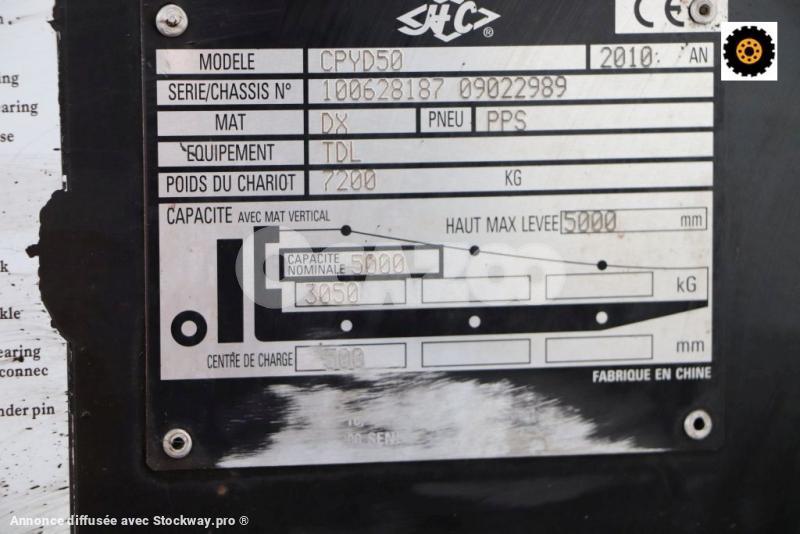 HC ®
CE
MODELE CPYD50 2010 AN
SERIE/CHASSIS N° 100628187 09022989
MAT DX PNEU PPS
EQUIPEMENT TDL
POIDS DU CHARIOT 7200 KG
CAPACITE AVEC MAT VERTICAL
HAUT MAX LEVEE 5000 mm
CAPACITE NOMINALE 5000
3050 kG
CENTRE DE CHARGE 500 mm
FABRIQUE EN CHINE
earing
se
earing
connec
nder pin
Annonce diffusée avec Stockway.pro ®